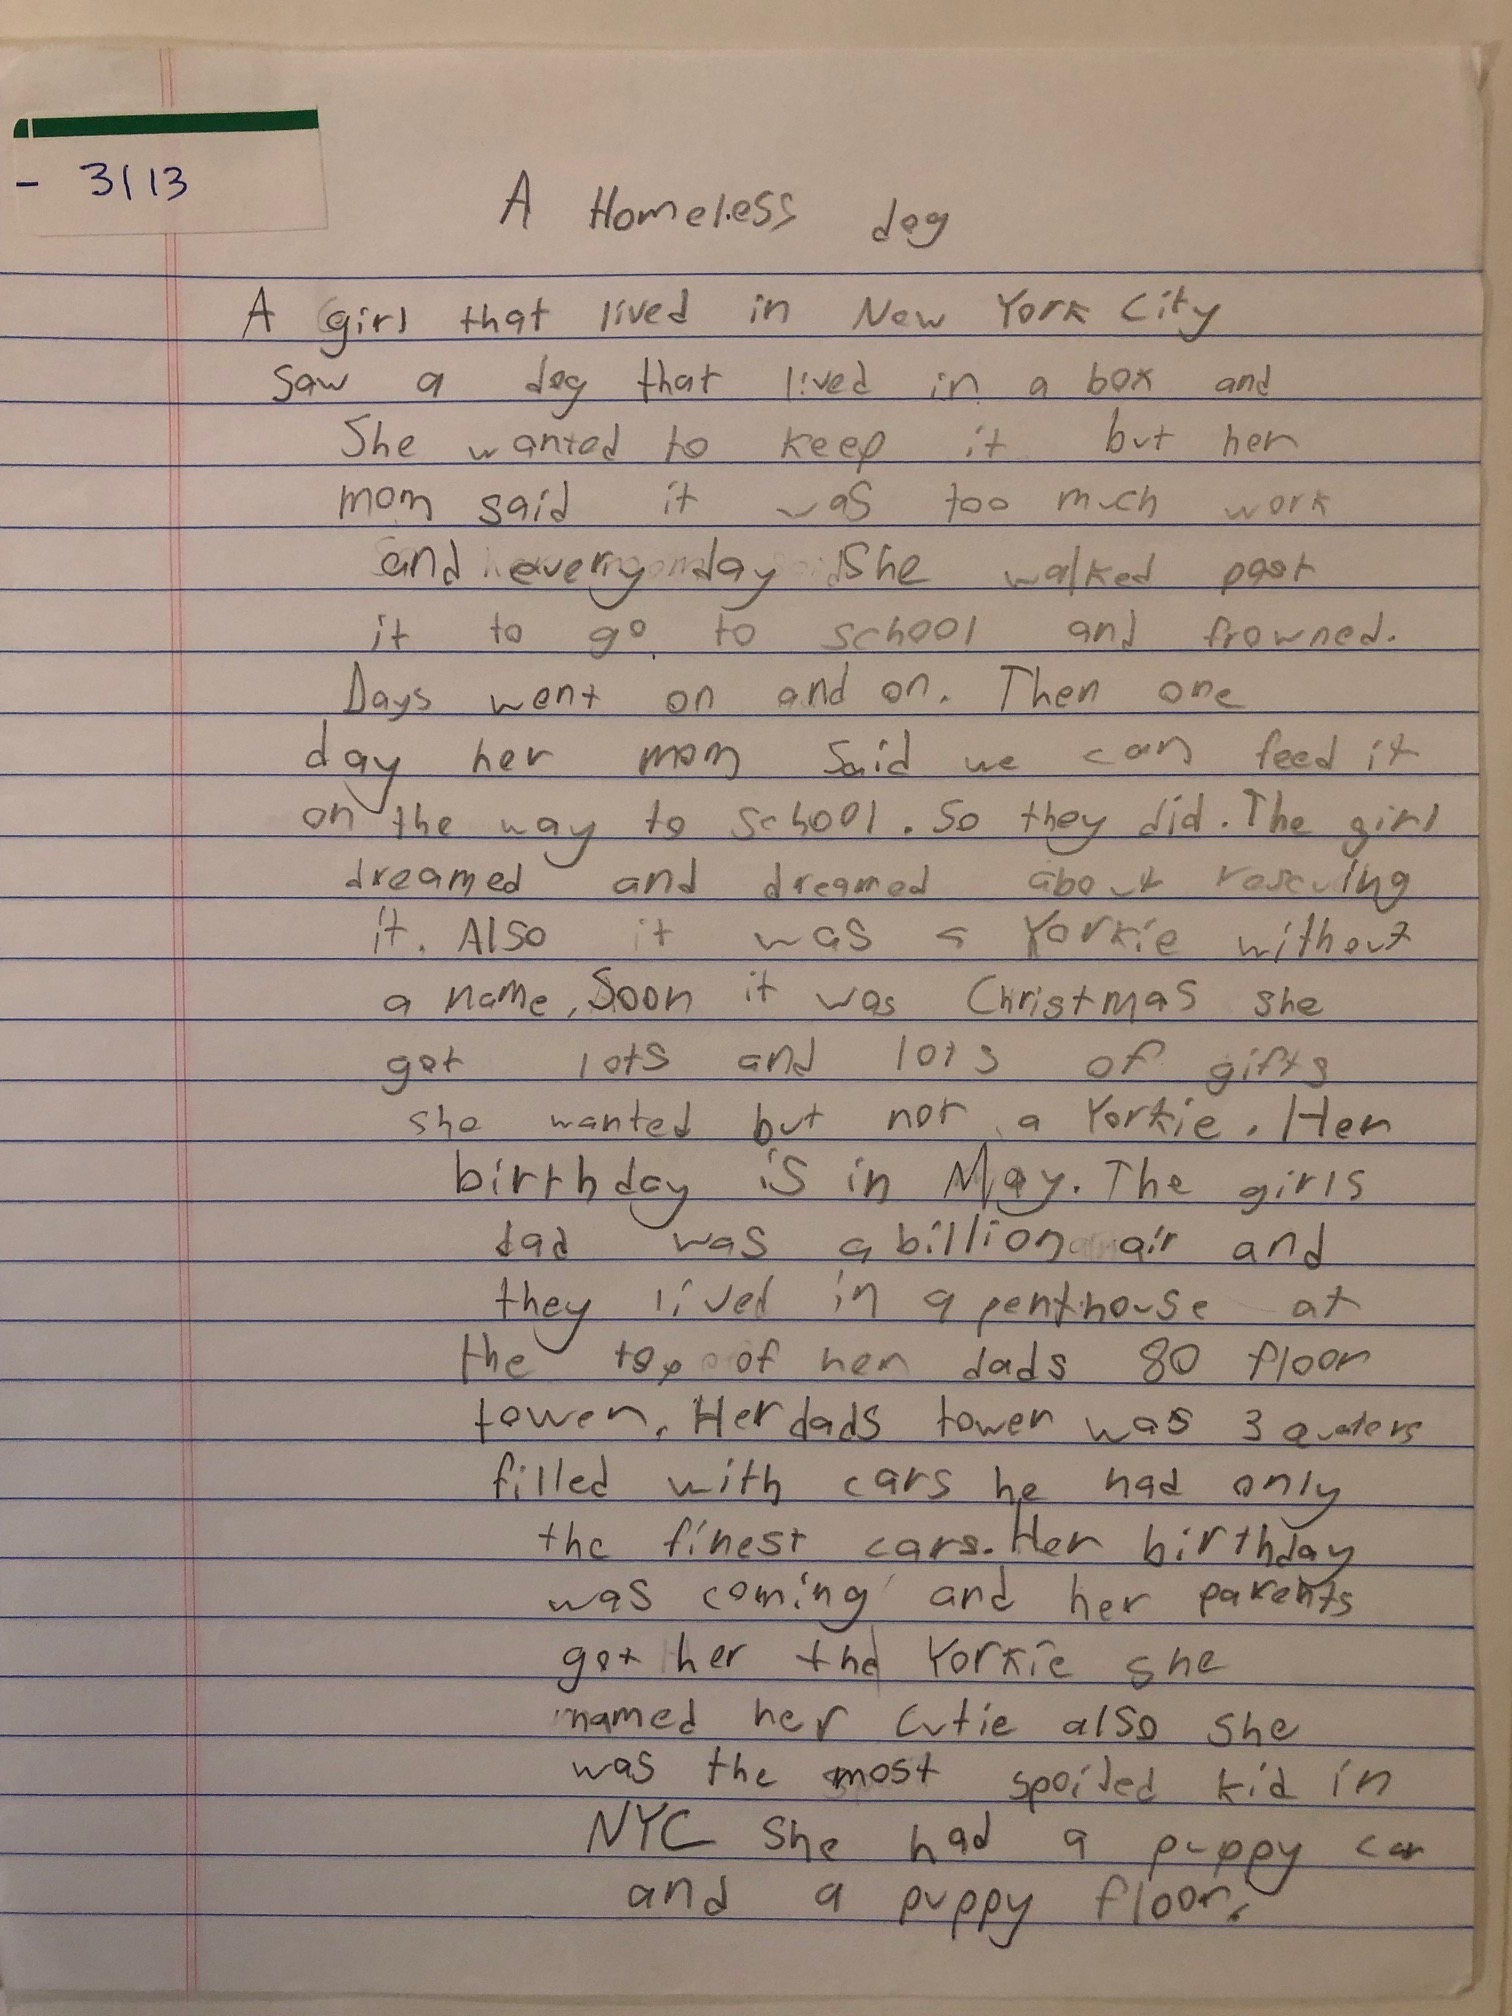 - 3113
A Homeless dog
A girl that lived in New York City
saw a dog that lived in a box and
She wanted to keep it but her
mom said it was too much work
and every day She walked past
it to go to school and frowned.
Days went on and on. Then one
day her mom said we can feed it
on the way to school. So they did. The girl
dreamed and dreamed about rescuing
it. Also it was a Yorkie without
a name, Soon it was Christmas she
got lots and lots of gifts
she wanted but not a Yorkie. Her
birthday is in May. The girls
dad was a billion air and
they lived in a penthouse at
the top of her dads 80 floor
tower. Her dads tower was 3 quaters
filled with cars he had only
the finest cars. Her birthday
was coming and her parents
got her the Yorkie she
named her Cutie also she
was the most spoiled kid in
NYC She had a puppy car
and a puppy floor.